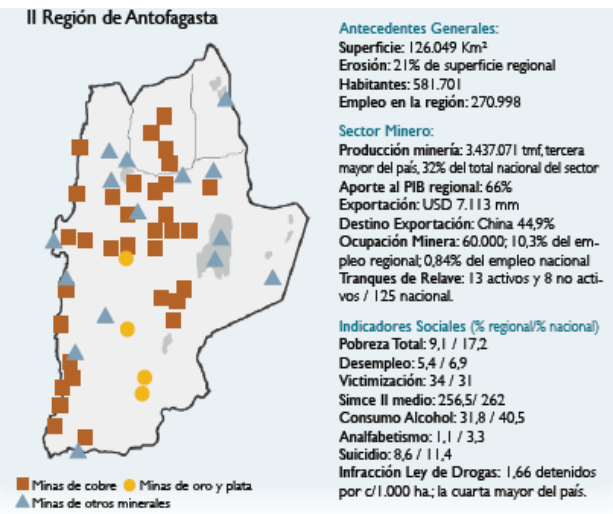 II Región de Antofagasta
Minas de cobre
Minas de oro y plata
Minas de otros minerales
Antecedentes Generales:
Superficie: 126.049 Km²
Erosión: 21% de superficie regional
Habitantes: 581.701
Empleo en la región: 270.998
Sector Minero:
Producción minería: 3.437.071 tmf, tercera
mayor del país, 32% del total nacional del sector
Aporte al PIB regional: 66%
Exportación: USD 7.113 mm
Destino Exportación: China 44,9%
Ocupación Minera: 60.000; 10,3% del em-
pleo regional; 0,84% del empleo nacional
Tranques de Relave: 13 activos y 8 no acti-
vos / 125 nacional.
Indicadores Sociales (% regional/% nacional)
Pobreza Total: 9,1 / 17,2
Desempleo: 5,4 / 6,9
Victimización: 34 / 31
Simce II medio: 256,5/ 262
Consumo Alcohol: 31,8 / 40,5
Analfabetismo: 1,1 / 3,3
Suicidio: 8,6 / 11,4
Infracción Ley de Drogas: 1,66 detenidos
por c/1.000 ha.; la cuarta mayor del país.